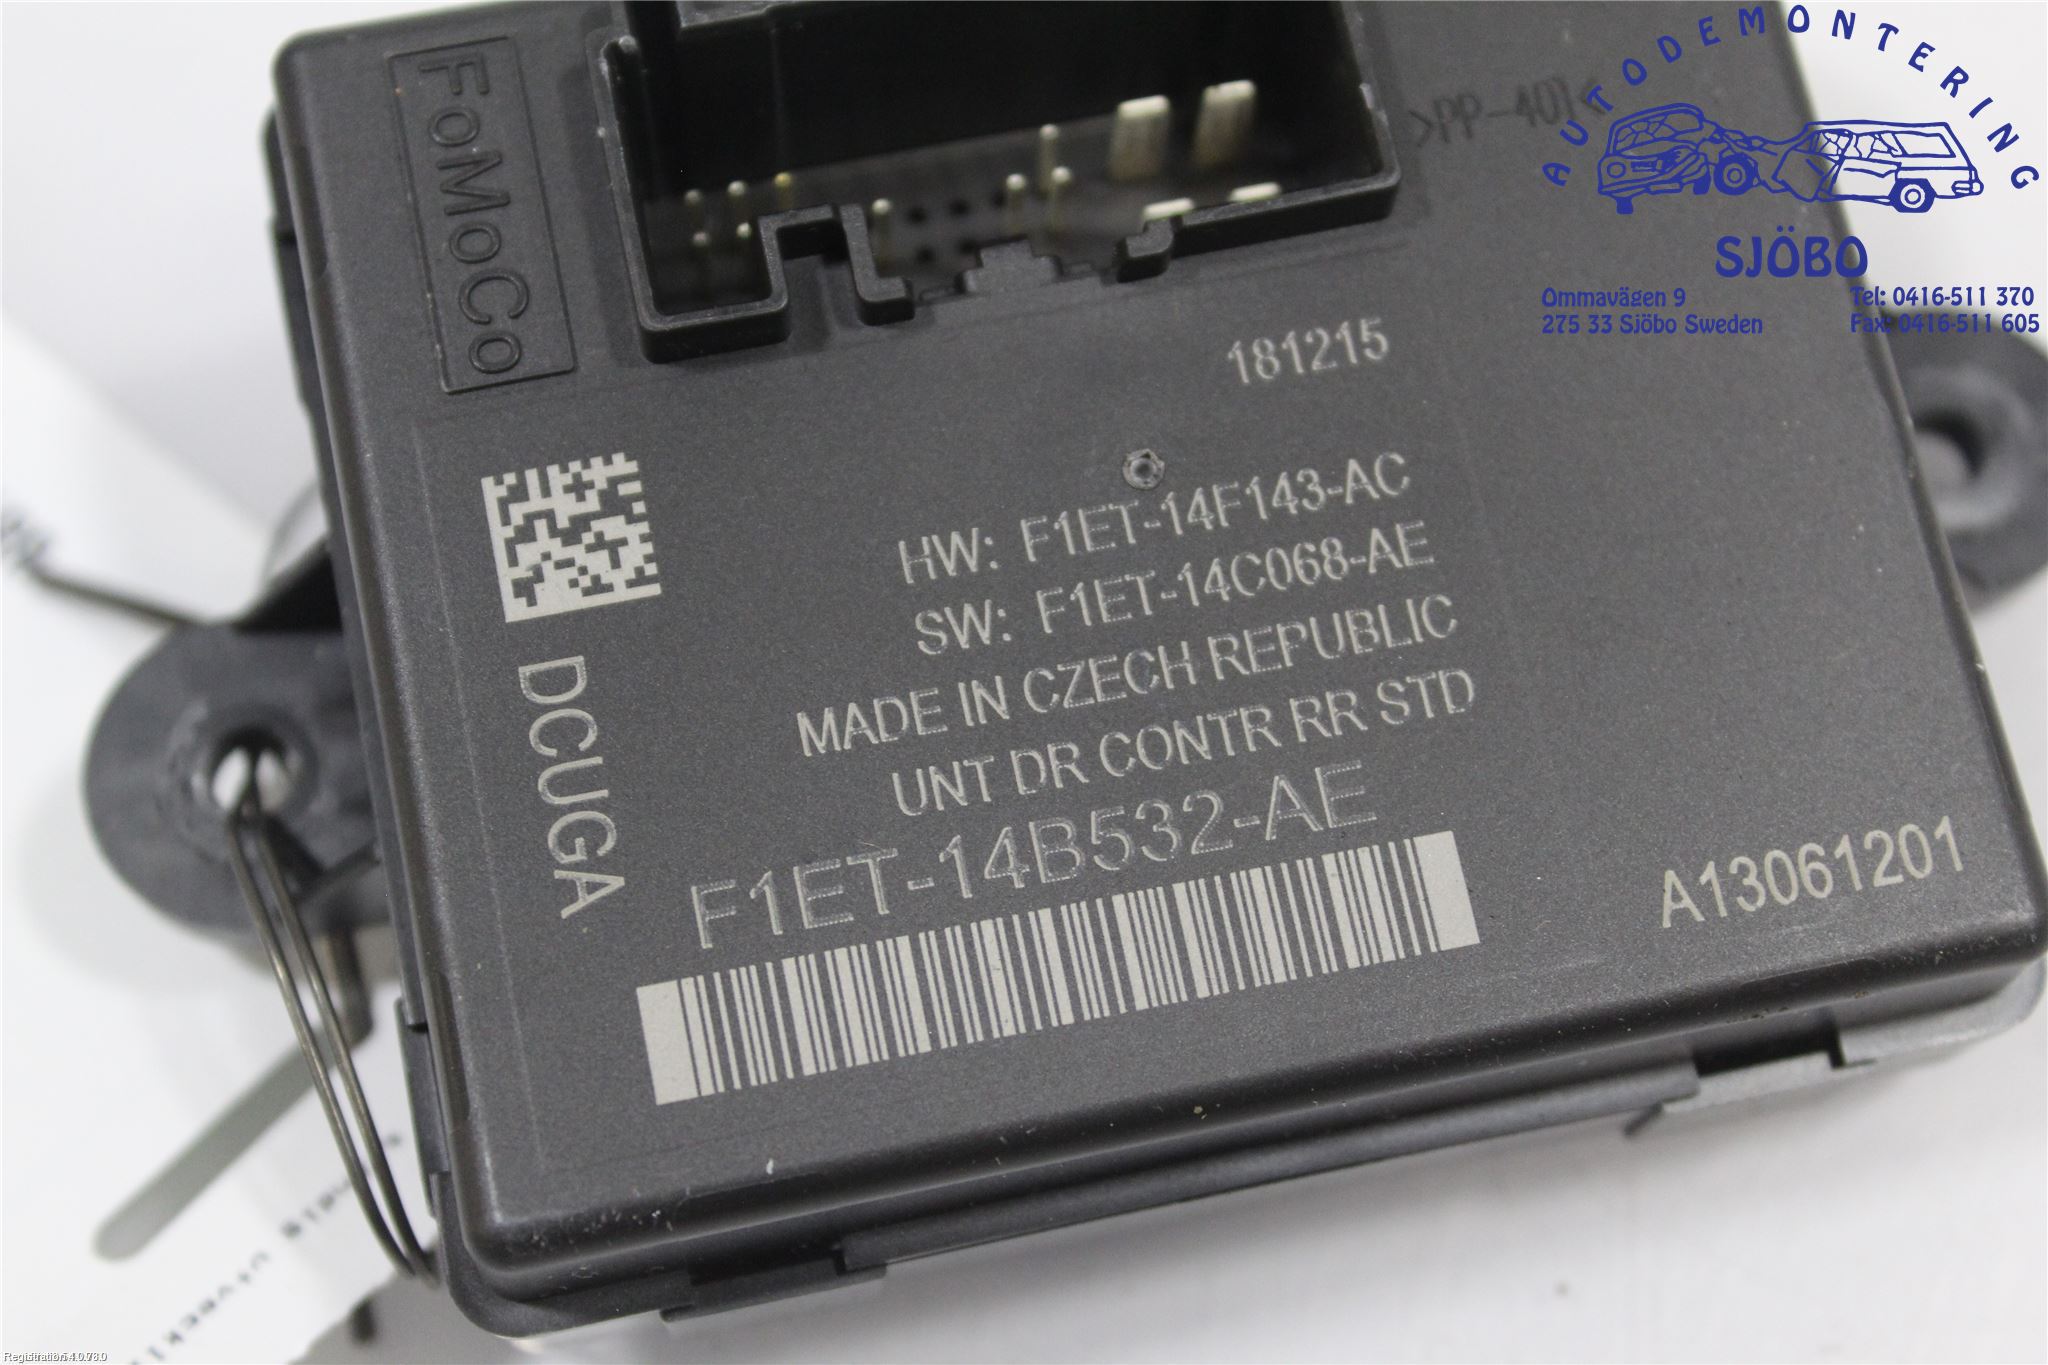 AUTODEMONTERING
SJÖBO
Ommavägen 9
275 33 Sjöbo Sweden
Tel: 0416-511 370
Fax: 0416-511 605
FoMoCo
>PP-40T<
181215
HW: F1ET-14F143-AC
SW: F1ET-14C068-AE
MADE IN CZECH REPUBLIC
UNT DR CONTR RR STD
F1ET-14B532-AE
DCUGA
A13061201